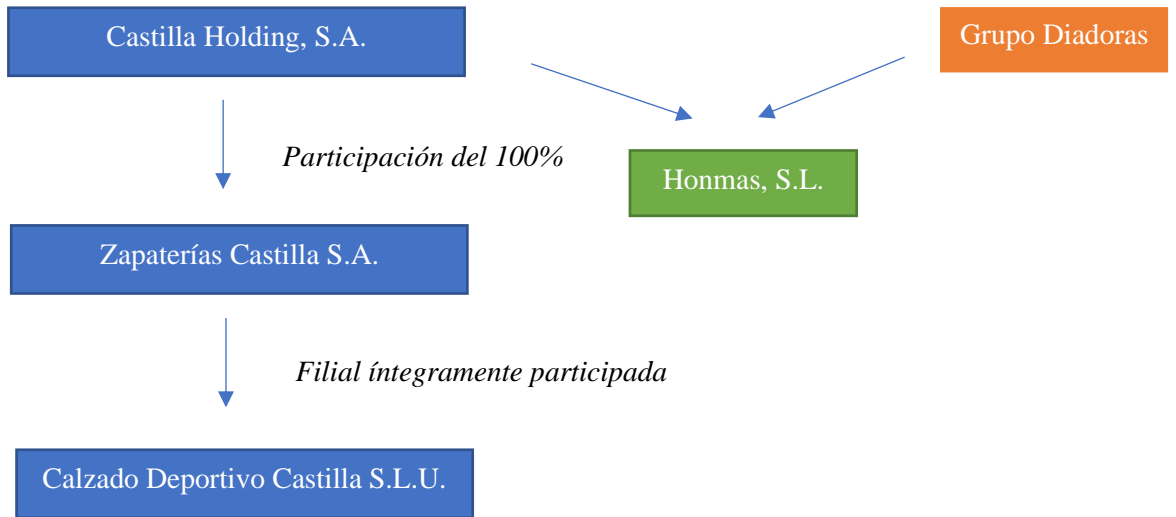 Castilla Holding, S.A.
Grupo Diadoras
Participación del 100%
Honmas, S.L.
Zapaterías Castilla S.A.
Filial íntegramente participada
Calzado Deportivo Castilla S.L.U.